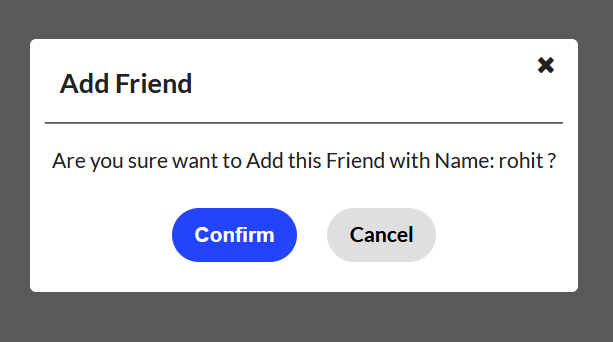 Add Friend
Are you sure want to Add this Friend with Name: rohit ?
Confirm
Cancel